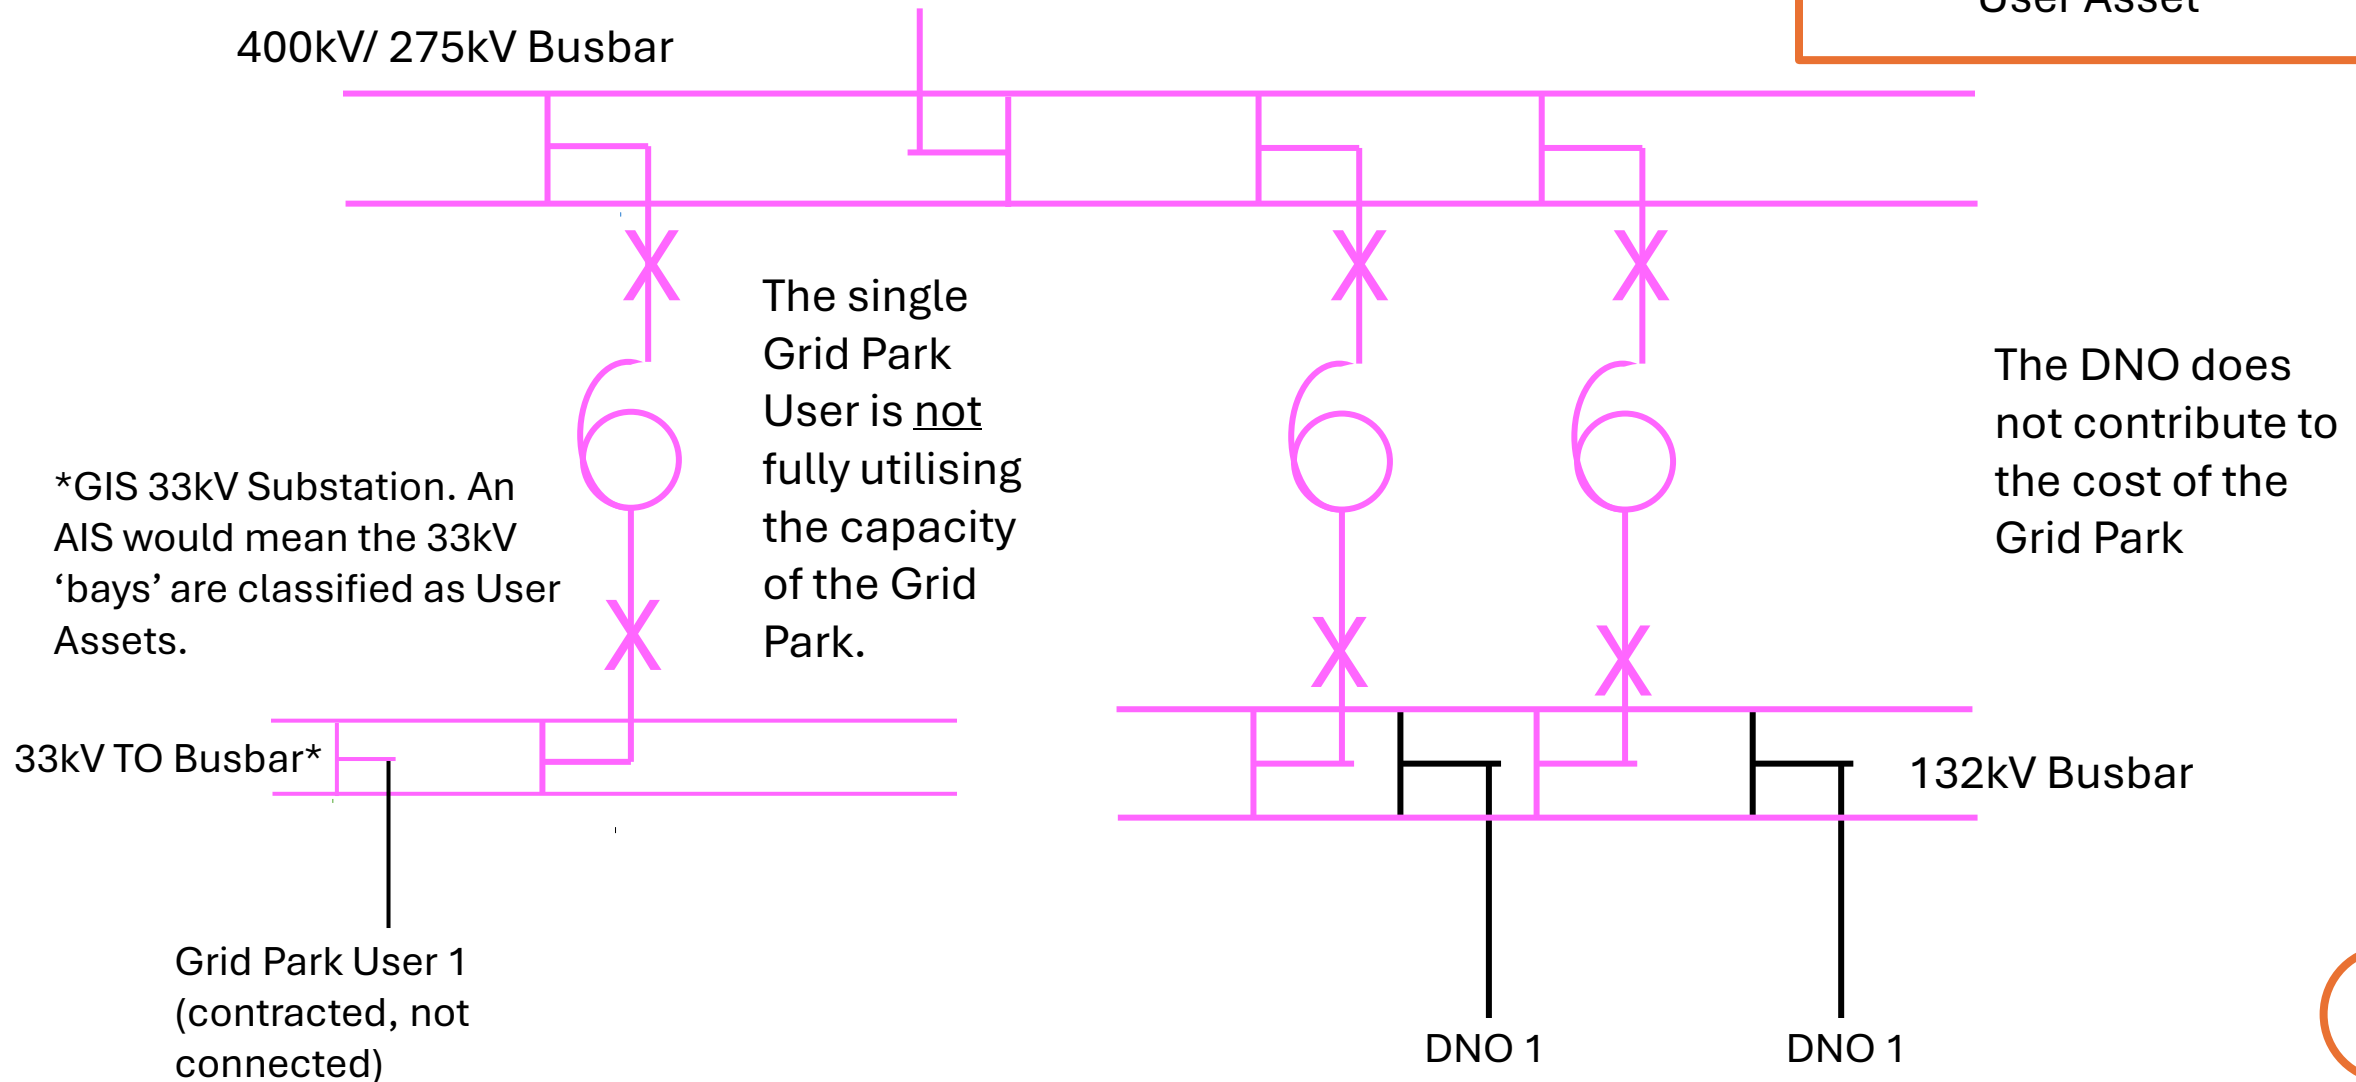 User Asset
400kV/ 275kV Busbar
The single
Grid Park
User is not
fully utilising
the capacity
of the Grid
Park.
The DNO does
not contribute to
the cost of the
Grid Park
*GIS 33kV Substation. An
AIS would mean the 33kV
‘bays’ are classified as User
Assets.
33kV TO Busbar*
132kV Busbar
Grid Park User 1
(contracted, not
connected)
DNO 1
DNO 1